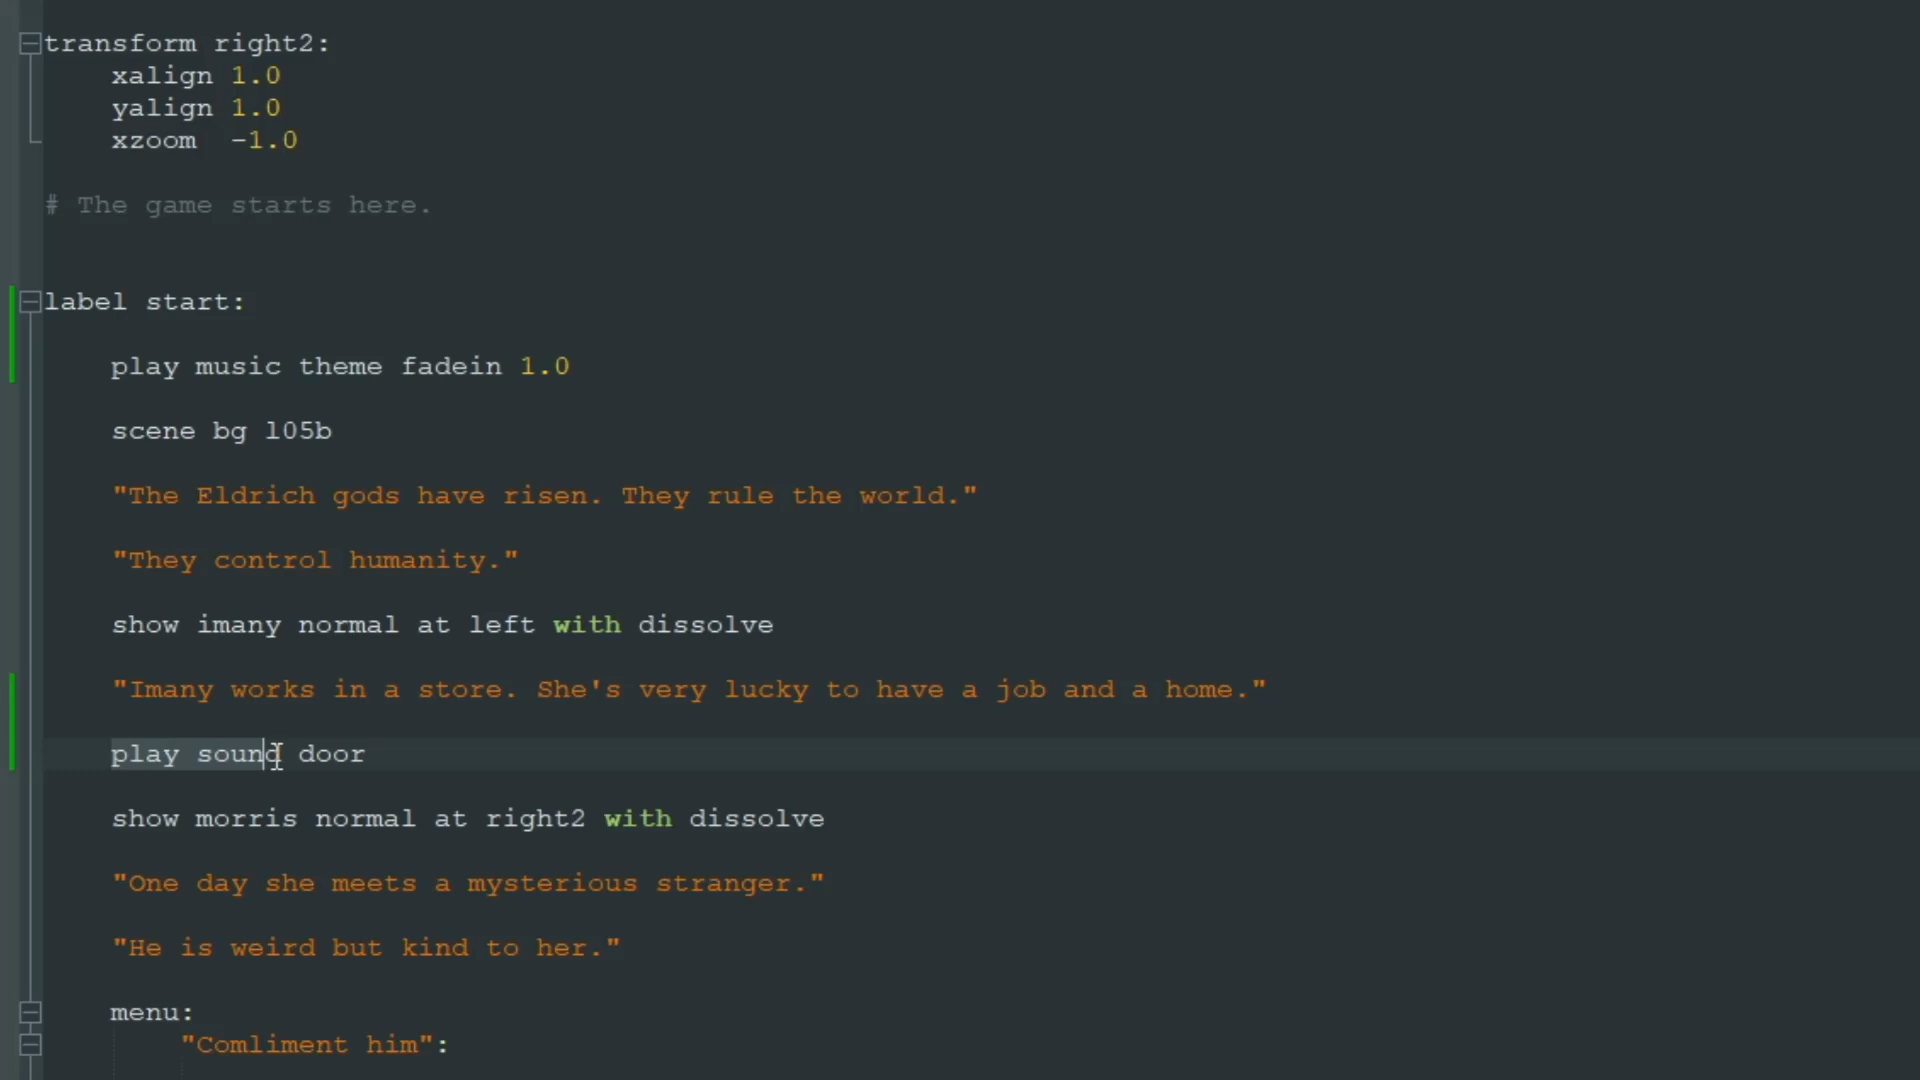 transform right2:
xalign 1.0
yalign 1.0
xzoom  -1.0
# The game starts here.
label start:
play music theme fadein 1.0
scene bg l05b
"The Eldrich gods have risen. They rule the world."
"They control humanity."
show imany normal at left with dissolve
"Imany works in a store. She's very lucky to have a job and a home."
play sound door
show morris normal at right2 with dissolve
"One day she meets a mysterious stranger."
"He is weird but kind to her."
menu:
"Comliment him":